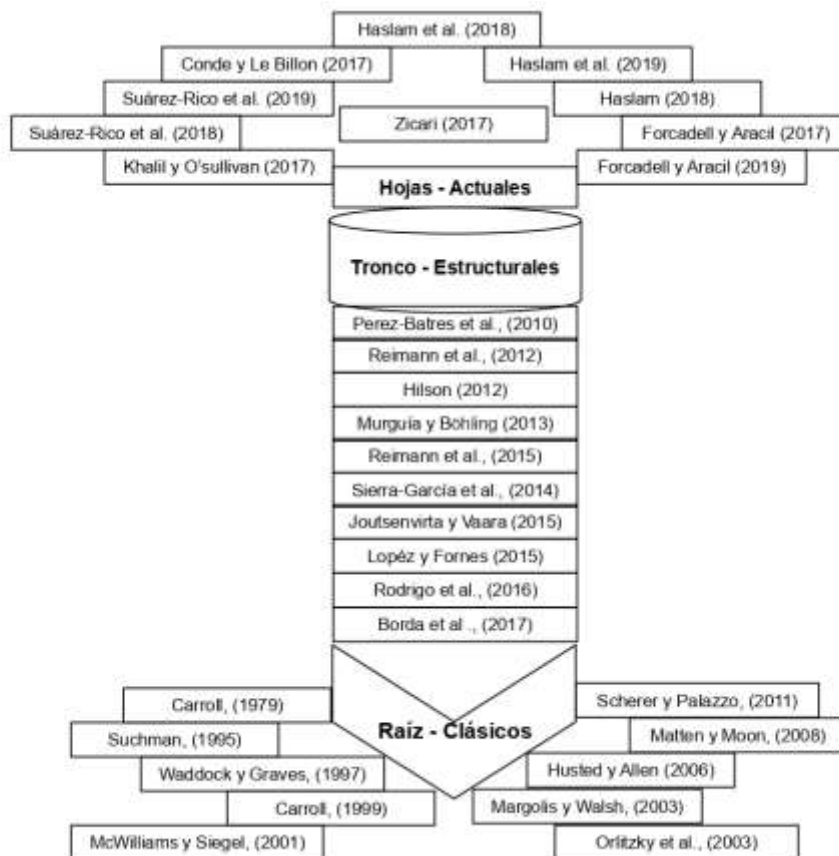 Haslam et al. (2018)
Conde y Le Billon (2017)
Haslam et al. (2019)
Suárez-Rico et al. (2019)
Haslam (2018)
Zicari (2017)
Suárez-Rico et al. (2018)
Forcadell y Aracil (2017)
Khalil y O'sullivan (2017)
Forcadell y Aracil (2019)
Hojas - Actuales
Tronco - Estructurales
Perez-Batres et al., (2010)
Reimann et al., (2012)
Hilson (2012)
Murguía y Böhling (2013)
Reimann et al., (2015)
Sierra-García et al., (2014)
Joutsenvirta y Vaara (2015)
Lopéz y Fornes (2015)
Rodrigo et al., (2016)
Borda et al ., (2017)
Carroll, (1979)
Scherer y Palazzo, (2011)
Raíz - Clásicos
Suchman, (1995)
Matten y Moon, (2008)
Waddock y Graves, (1997)
Husted y Allen (2006)
Carroll, (1999)
Margolis y Walsh, (2003)
McWilliams y Siegel, (2001)
Orlitzky et al., (2003)